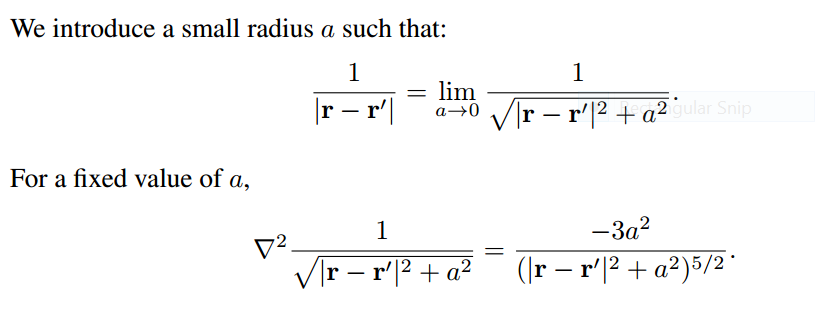 We introduce a small radius a such that:
1/|r − r′| = lim a→0 1/√(|r − r′|² + a²).
For a fixed value of a,
∇² 1/√(|r − r′|² + a²) = −3a²/(|r − r′|² + a²)^5/2.